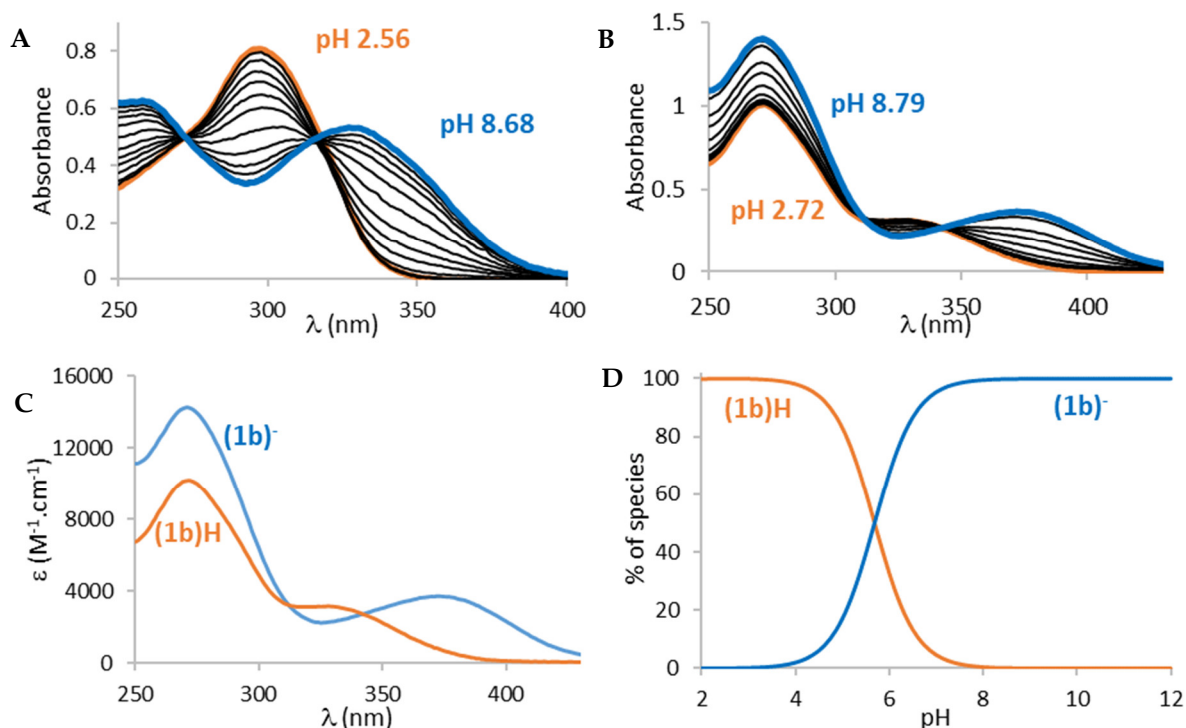 A
pH 2.56
pH 8.68
Absorbance
0.8
0.6
0.4
0.2
0
250
300
350
400
λ (nm)
B
pH 8.79
pH 2.72
Absorbance
1.5
1
0.5
0
250
300
350
400
λ (nm)
C
(1b)⁻
(1b)H
ε (M⁻¹.cm⁻¹)
16000
12000
8000
4000
0
250
300
350
400
λ (nm)
D
(1b)H
(1b)⁻
% of species
100
80
60
40
20
0
2
4
6
8
10
12
pH